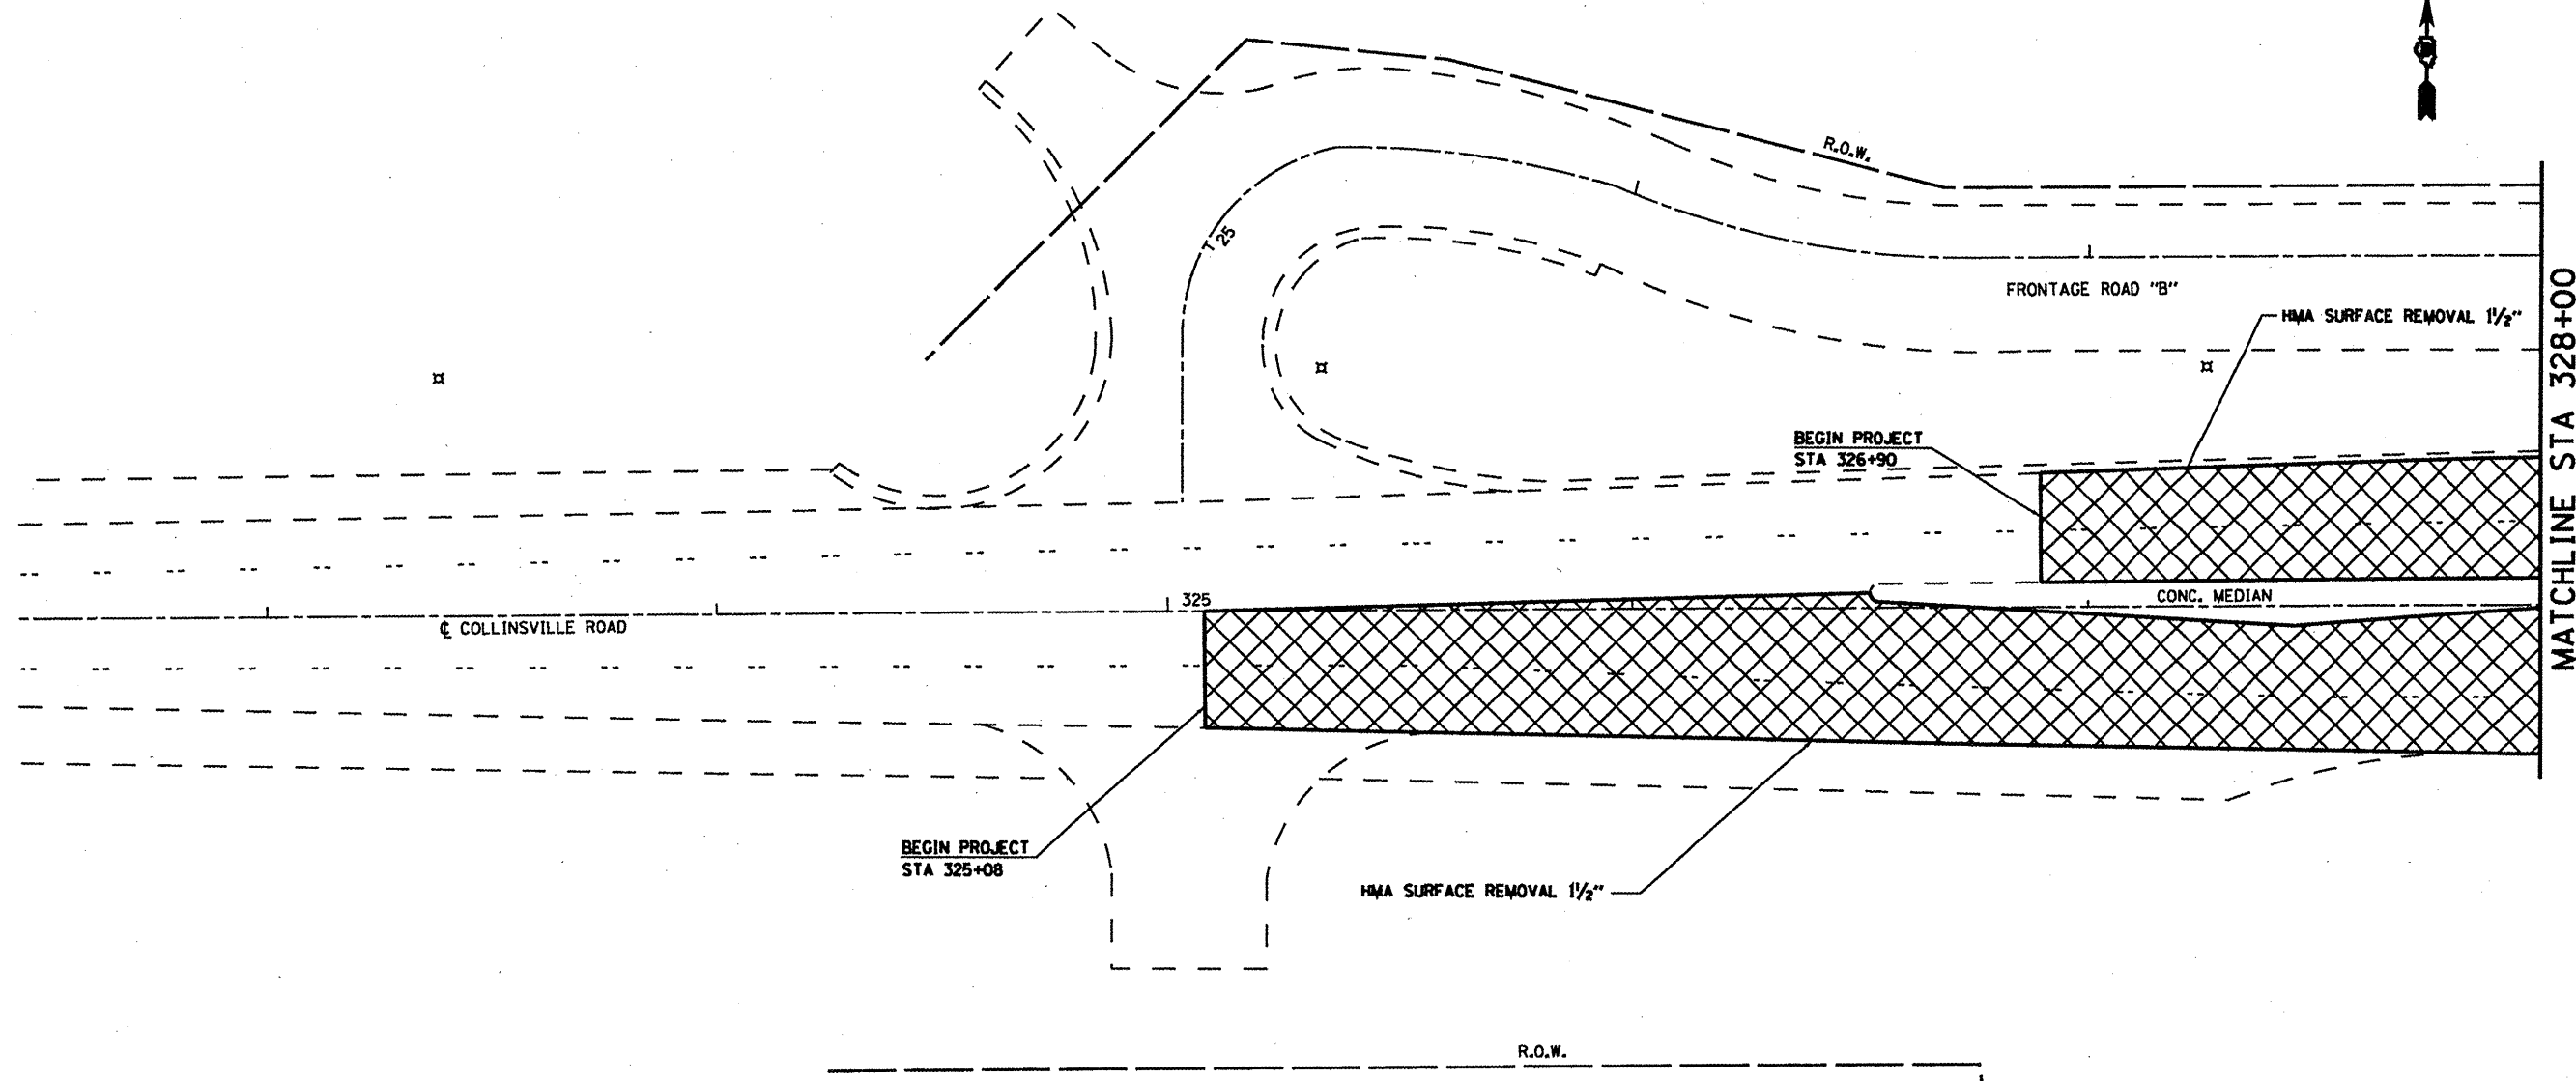 R.O.W.
T 25
FRONTAGE ROAD "B"
HMA SURFACE REMOVAL 1½"
MATCHLINE STA 328+00
BEGIN PROJECT
STA 326+90
325
CONC. MEDIAN
℄ COLLINSVILLE ROAD
BEGIN PROJECT
STA 325+08
HMA SURFACE REMOVAL 1½"
R.O.W.